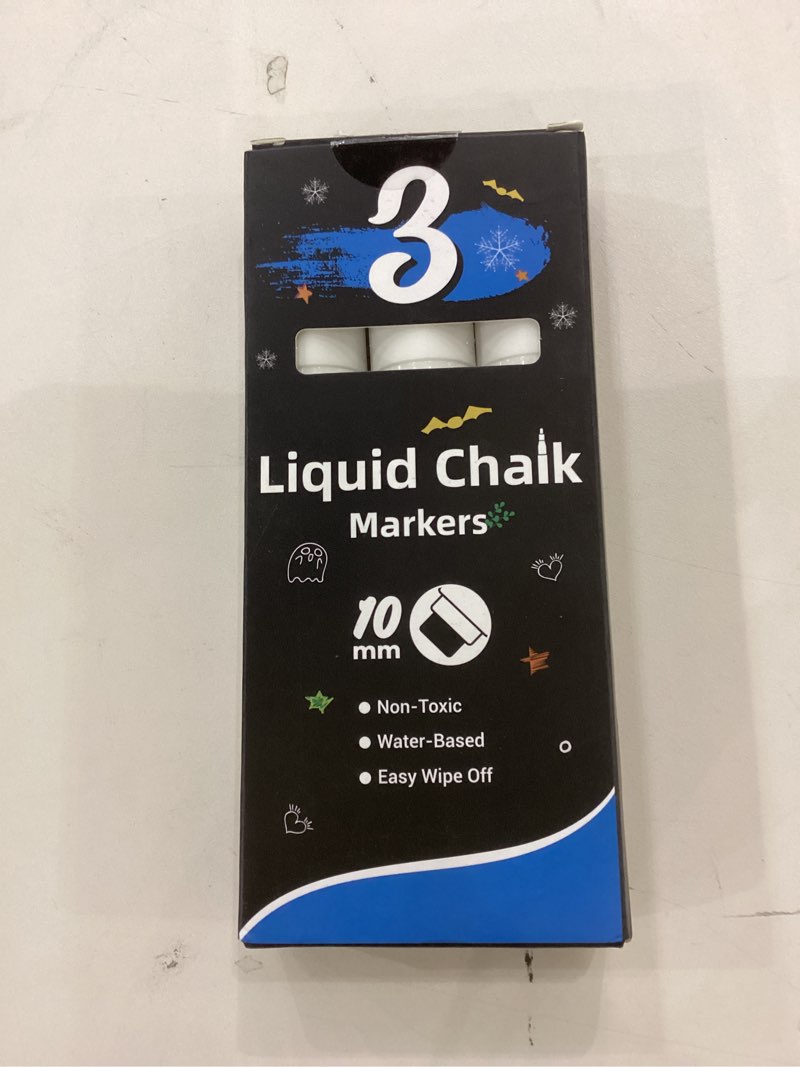 3
Liquid Chalk
Markers
10
mm
Non-Toxic
Water-Based
Easy Wipe Off